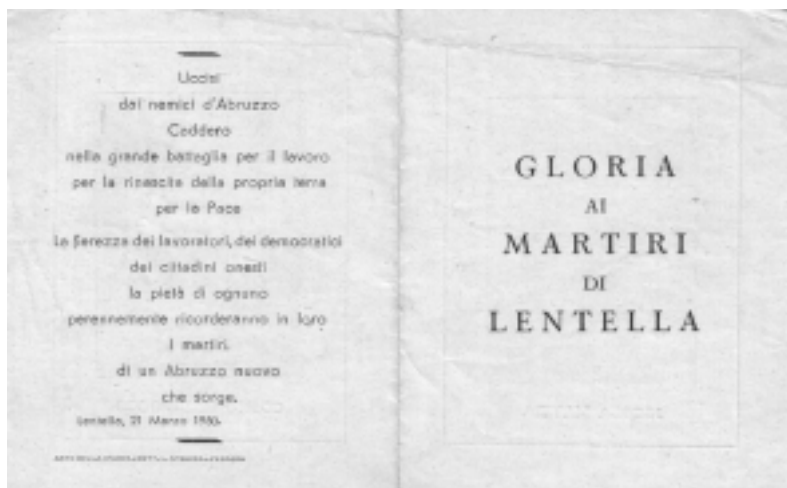 Uccisi
dai nemici d'Abruzzo
Caddero
nella grande battaglia per il lavoro
per la rinascita della propria terra
per la Pace
La fierezza dei lavoratori, dei democratici
dei cittadini onesti
la pietà di ognuno
perennemente ricorderanno in loro
I martiri
di un Abruzzo nuovo
che sorge.
Lentella, 21 Marzo 1950.
GLORIA
AI
MARTIRI
DI
LENTELLA